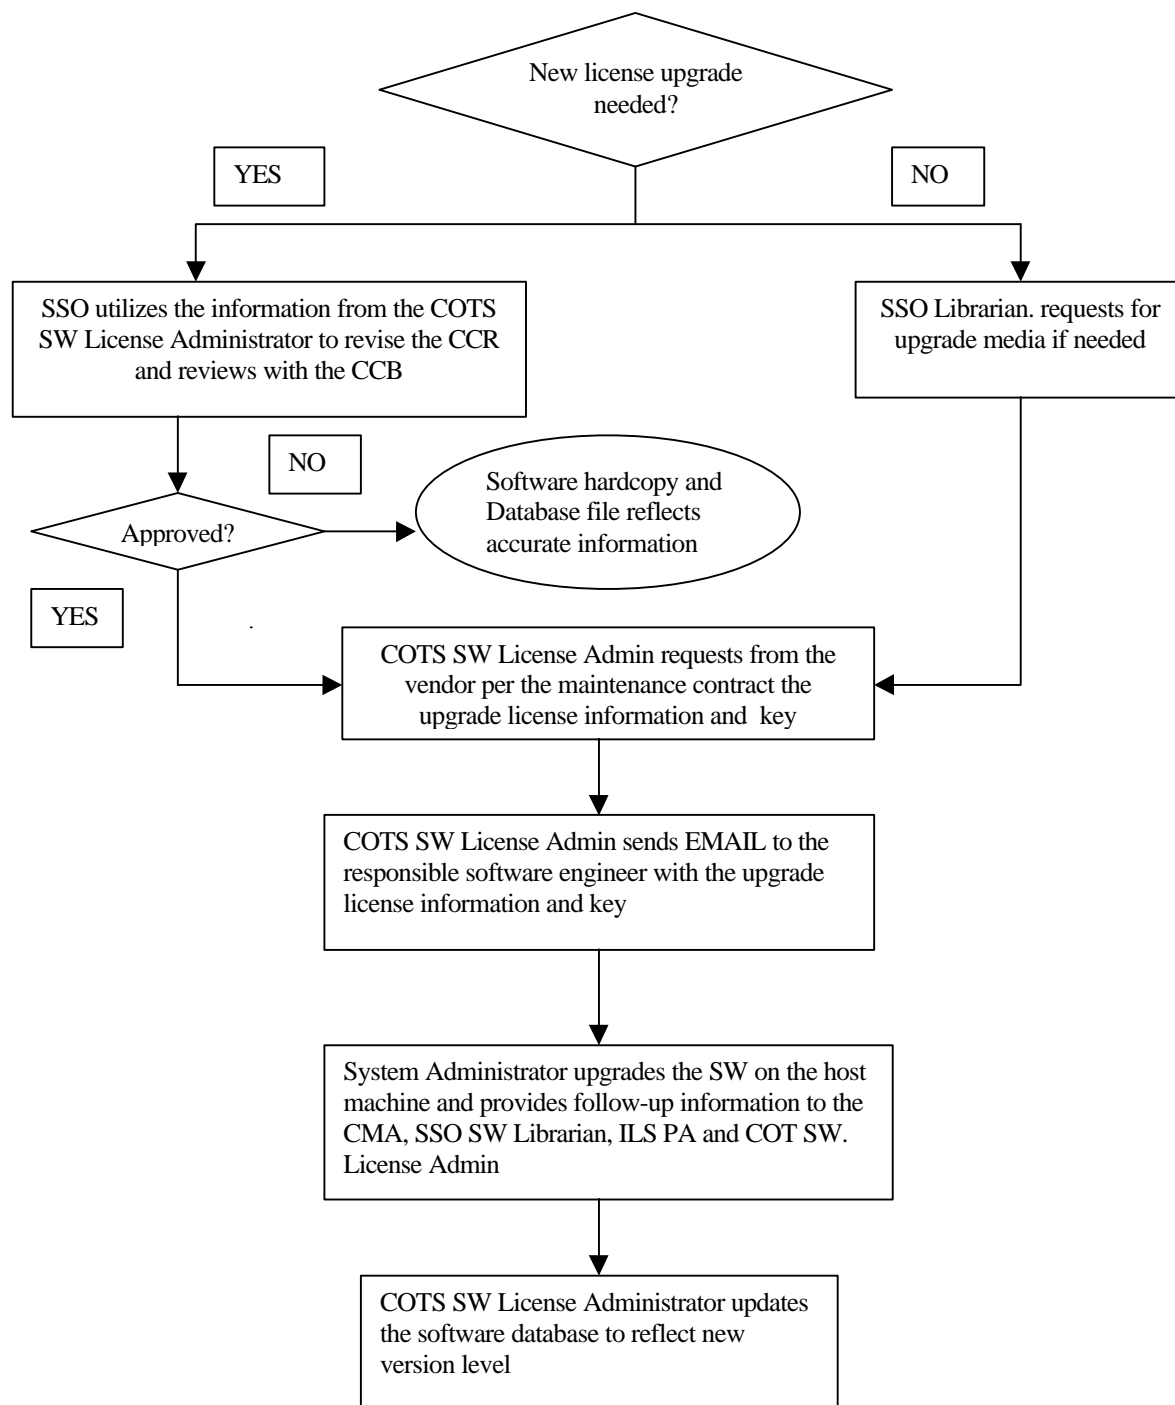 New license upgrade
needed?
YES
NO
SSO utilizes the information from the COTS
SW License Administrator to revise the CCR
and reviews with the CCB
SSO Librarian. requests for
upgrade media if needed
NO
Software hardcopy and
Database file reflects
accurate information
Approved?
YES
COTS SW License Admin requests from the
vendor per the maintenance contract the
upgrade license information and key
COTS SW License Admin sends EMAIL to the
responsible software engineer with the upgrade
license information and key
System Administrator upgrades the SW on the host
machine and provides follow-up information to the
CMA, SSO SW Librarian, ILS PA and COT SW.
License Admin
COTS SW License Administrator updates
the software database to reflect new
version level